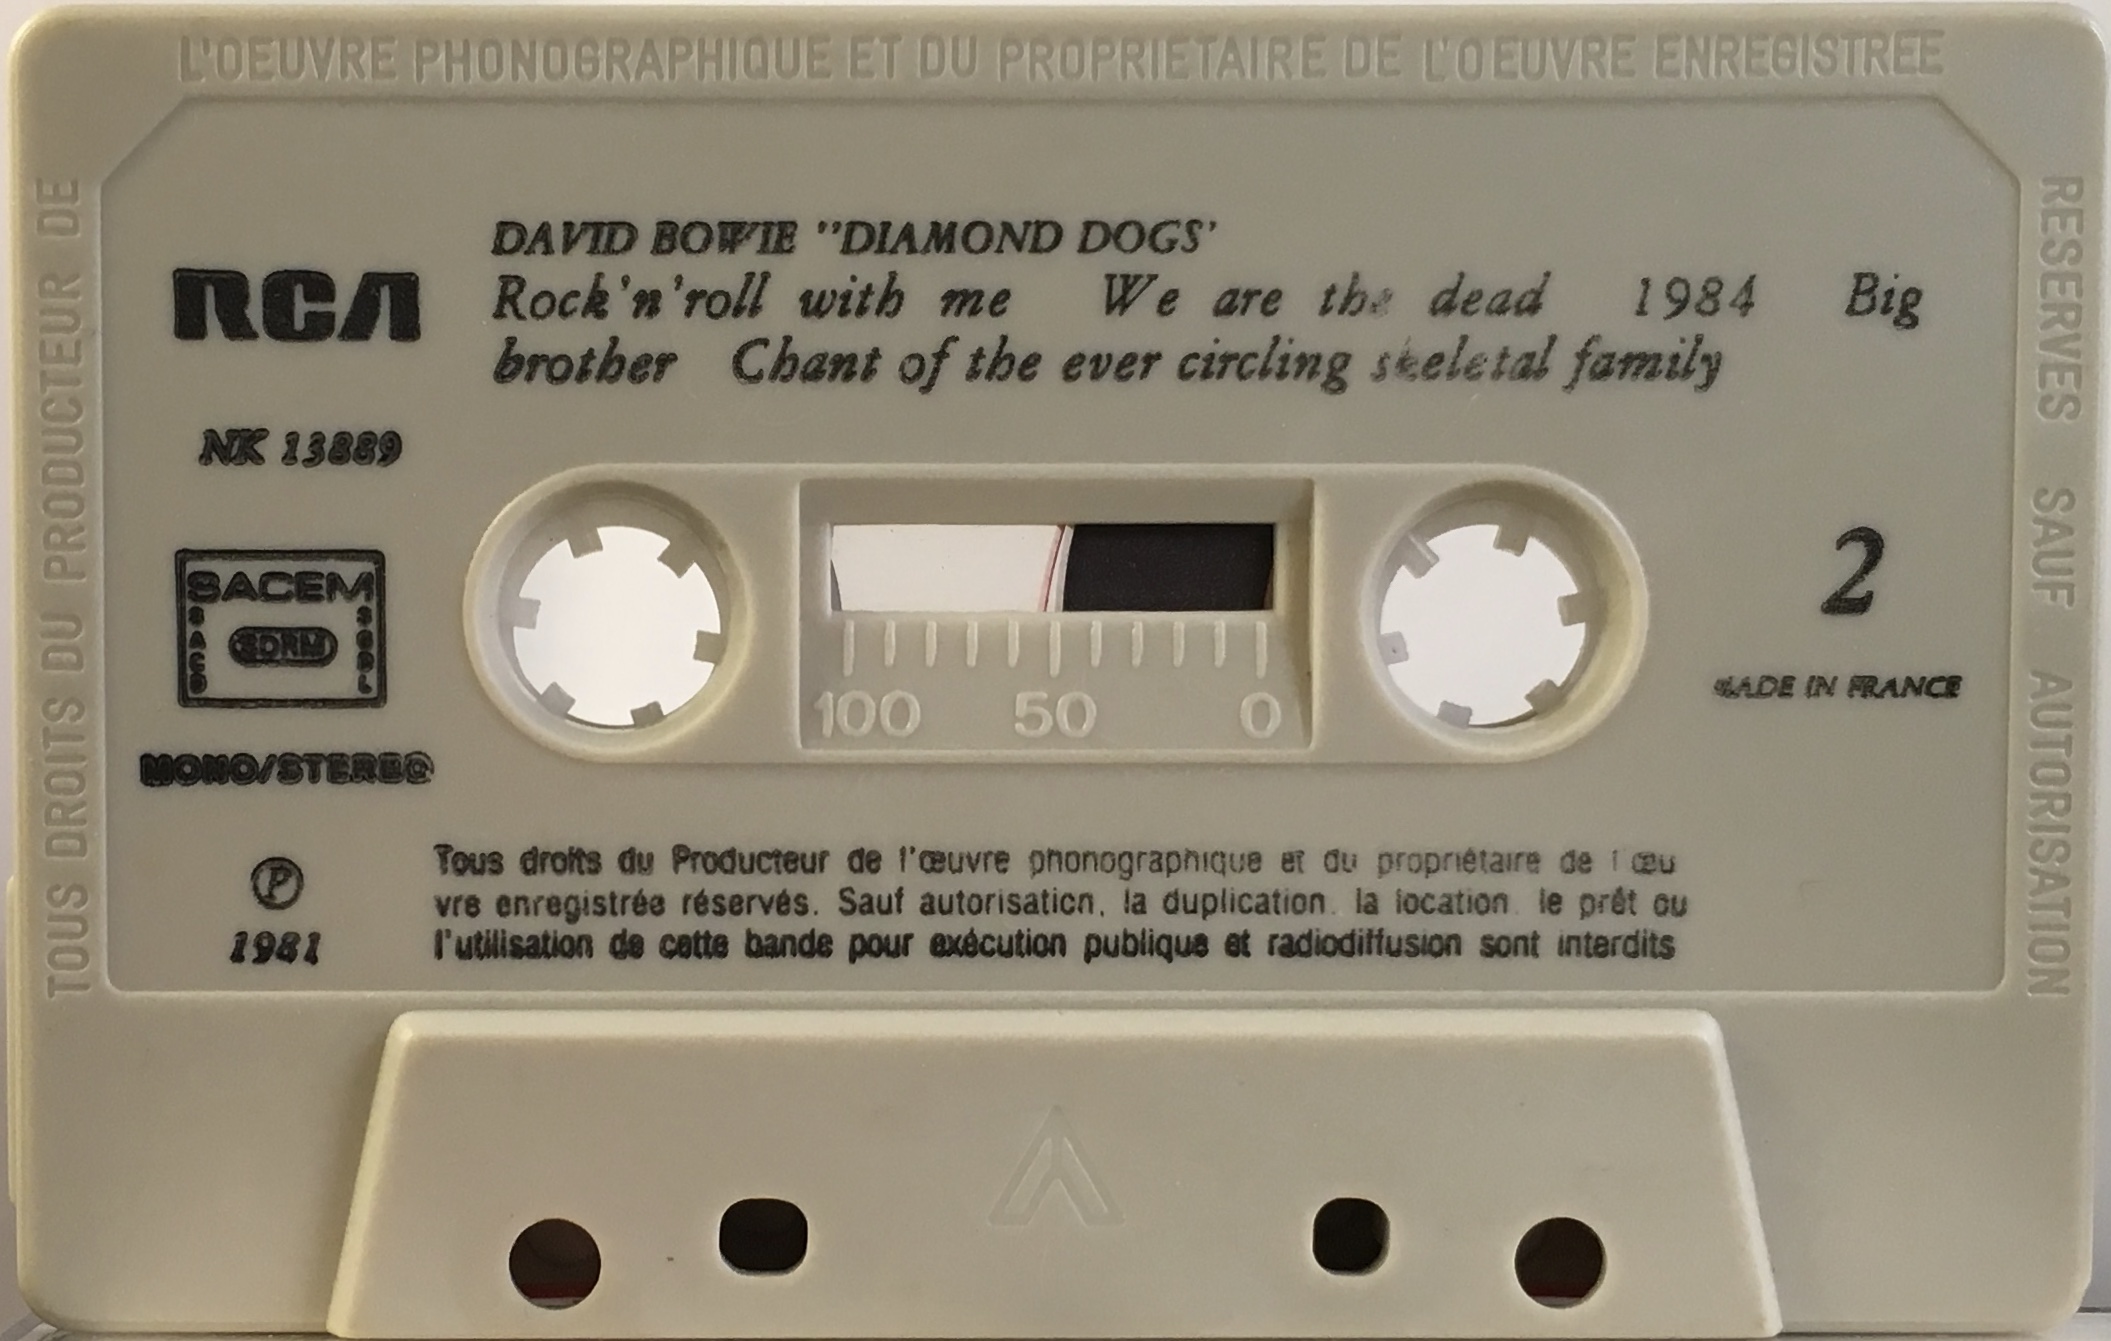 L'OEUVRE PHONOGRAPHIQUE ET DU PROPRIETAIRE DE L'OEUVRE ENREGISTREE
TOUS DROITS DU PRODUCTEUR DE
RESERVES SAUF AUTORISATION
DAVID BOWIE "DIAMOND DOGS'
Rock'n'roll with me We are the dead 1984 Big
brother Chant of the ever circling skeletal family
RCA
NK 13889
SACEM
SACD
SDRM
SGDL
MONO/STEREO
100 50 0
2
MADE IN FRANCE
℗
1981
Tous droits du Producteur de l'œuvre phonographique et du propriétaire de l'œu
vre enregistrée réservés. Sauf autorisation, la duplication, la location, le prêt ou
l'utilisation de cette bande pour exécution publique et radiodiffusion sont interdits